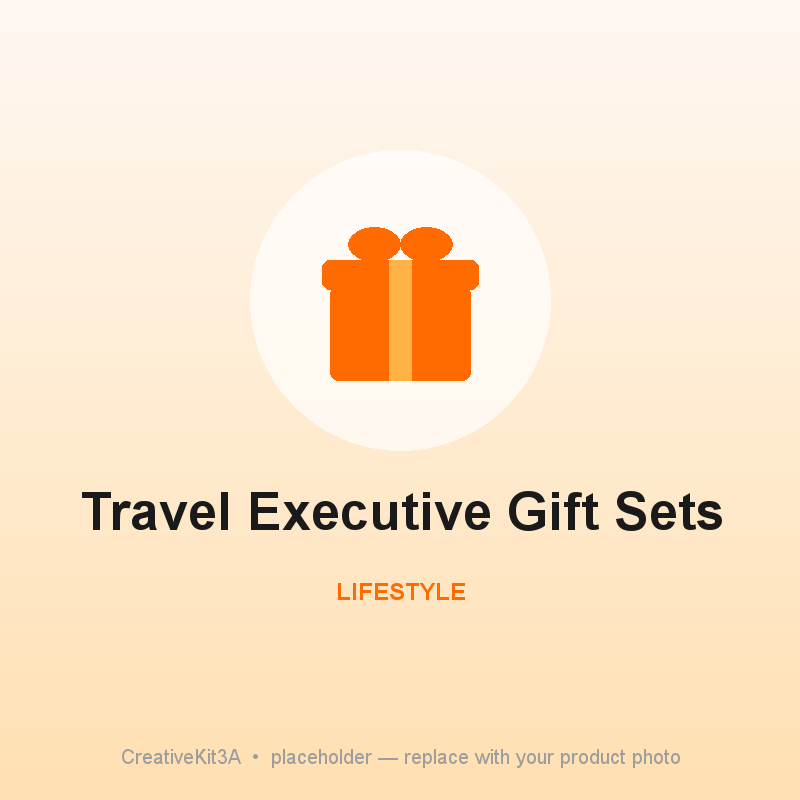 Travel Executive Gift Sets
LIFESTYLE
CreativeKit3A • placeholder — replace with your product photo